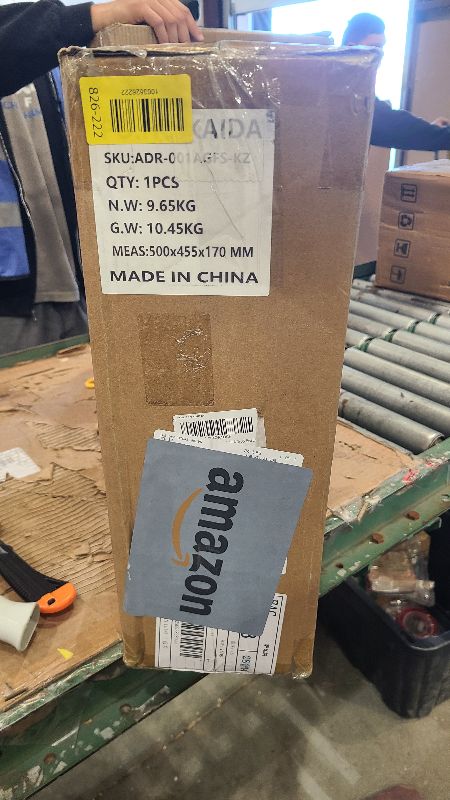 826-222
1003626222
KAIDA
SKU:ADR-001AGFS-KZ
QTY: 1PCS
N.W: 9.65KG
G.W: 10.45KG
MEAS:500x455x170 MM
MADE IN CHINA
amazon